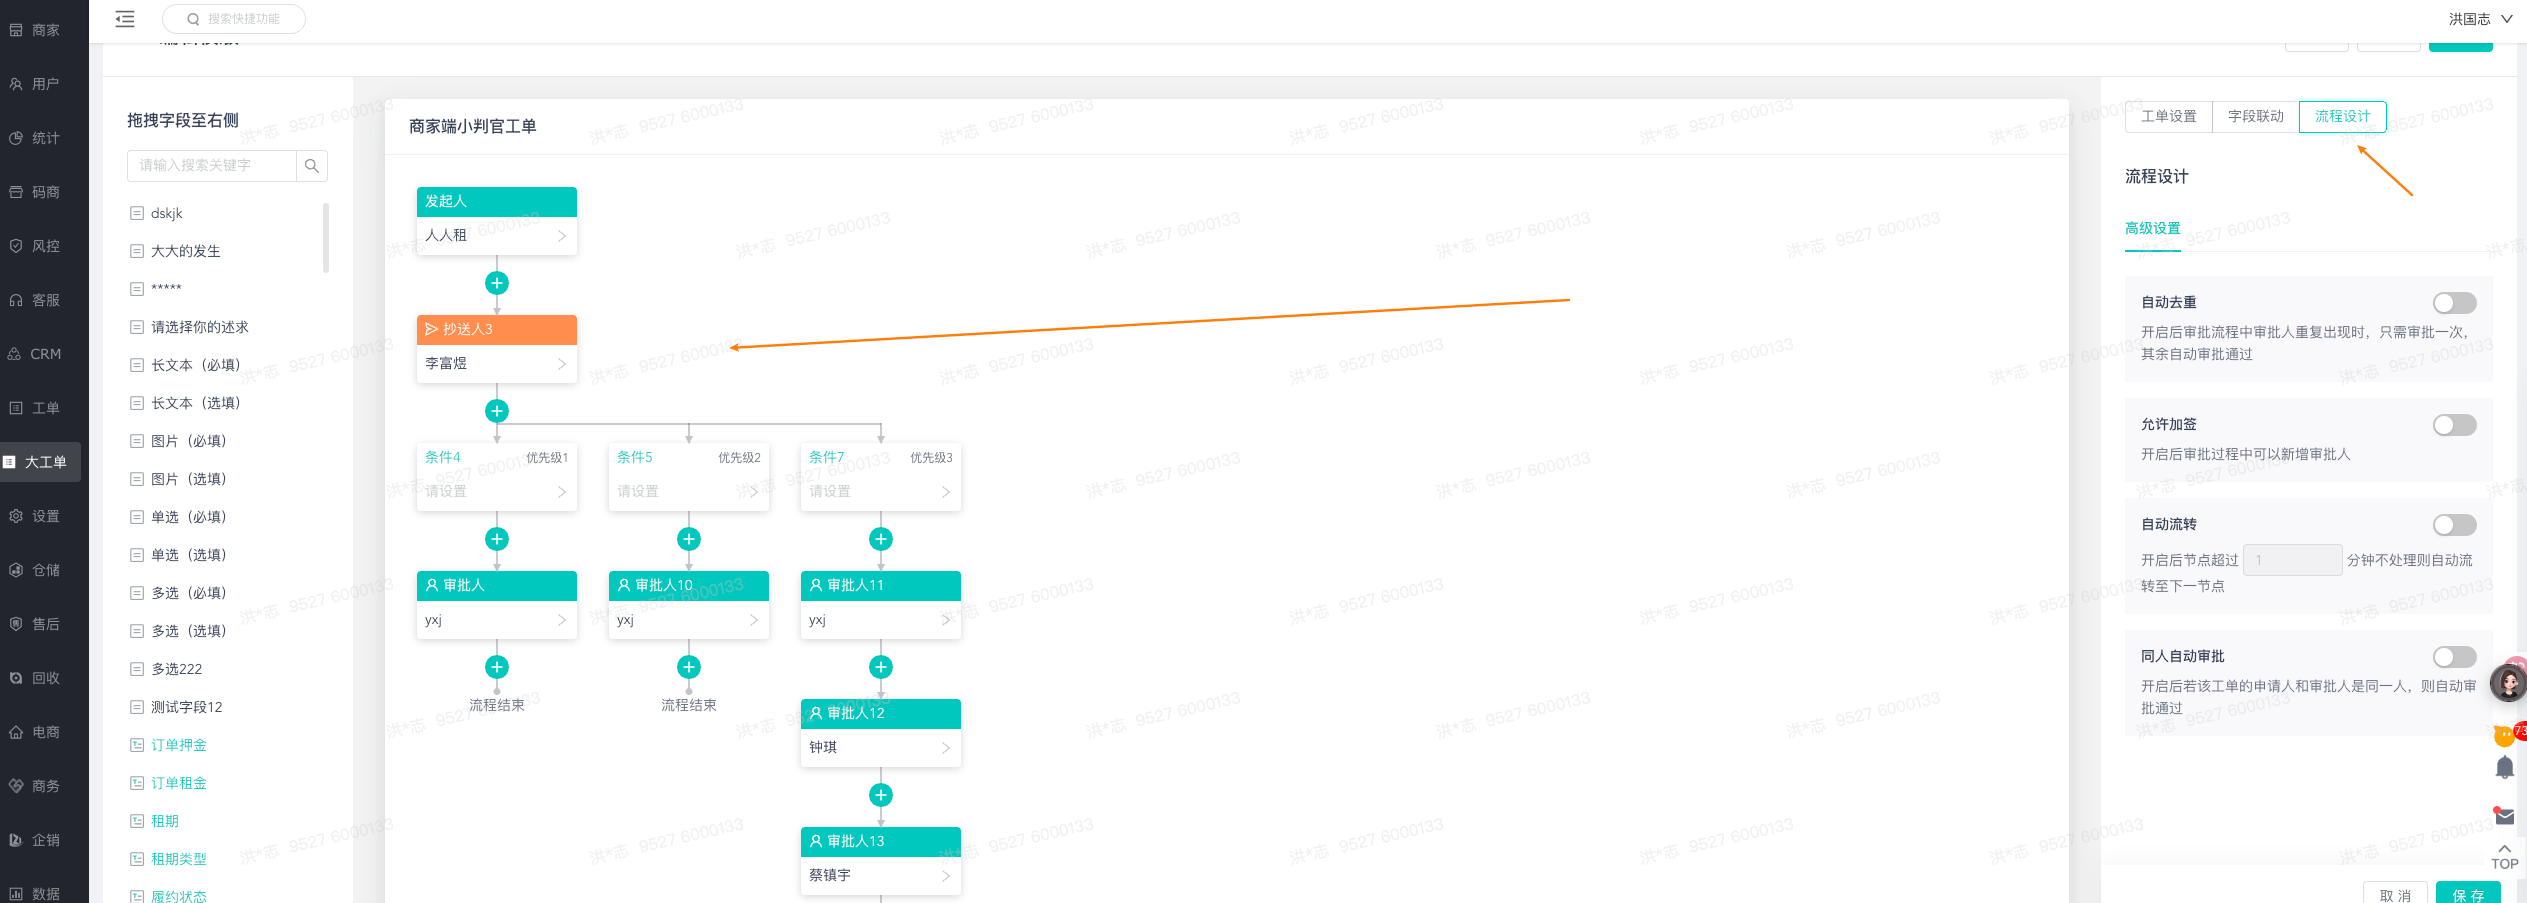 搜索快捷功能
洪国志
商家
用户
统计
码商
风控
客服
CRM
工单
大工单
设置
仓储
售后
回收
电商
商务
企销
数据
拖拽字段至右侧
请输入搜索关键字
dskjk
大大的发生
*****
请选择你的述求
长文本（必填）
长文本（选填）
图片（必填）
图片（选填）
单选（必填）
单选（选填）
多选（必填）
多选（选填）
多选222
测试字段12
订单押金
订单租金
租期
租期类型
履约状态
商家端小判官工单
发起人
人人租
抄送人3
李富煜
条件4 优先级1
请设置
条件5 优先级2
请设置
条件7 优先级3
请设置
审批人
yxj
审批人10
yxj
审批人11
yxj
流程结束
流程结束
审批人12
钟琪
审批人13
蔡镇宇
工单设置 字段联动 流程设计
流程设计
高级设置
自动去重
开启后审批流程中审批人重复出现时，只需审批一次，
其余自动审批通过
允许加签
开启后审批过程中可以新增审批人
自动流转
开启后节点超过 1 分钟不处理则自动流
转至下一节点
同人自动审批
开启后若该工单的申请人和审批人是同一人，则自动审
批通过
73
TOP
取 消 保 存
洪*志 9527 6000133